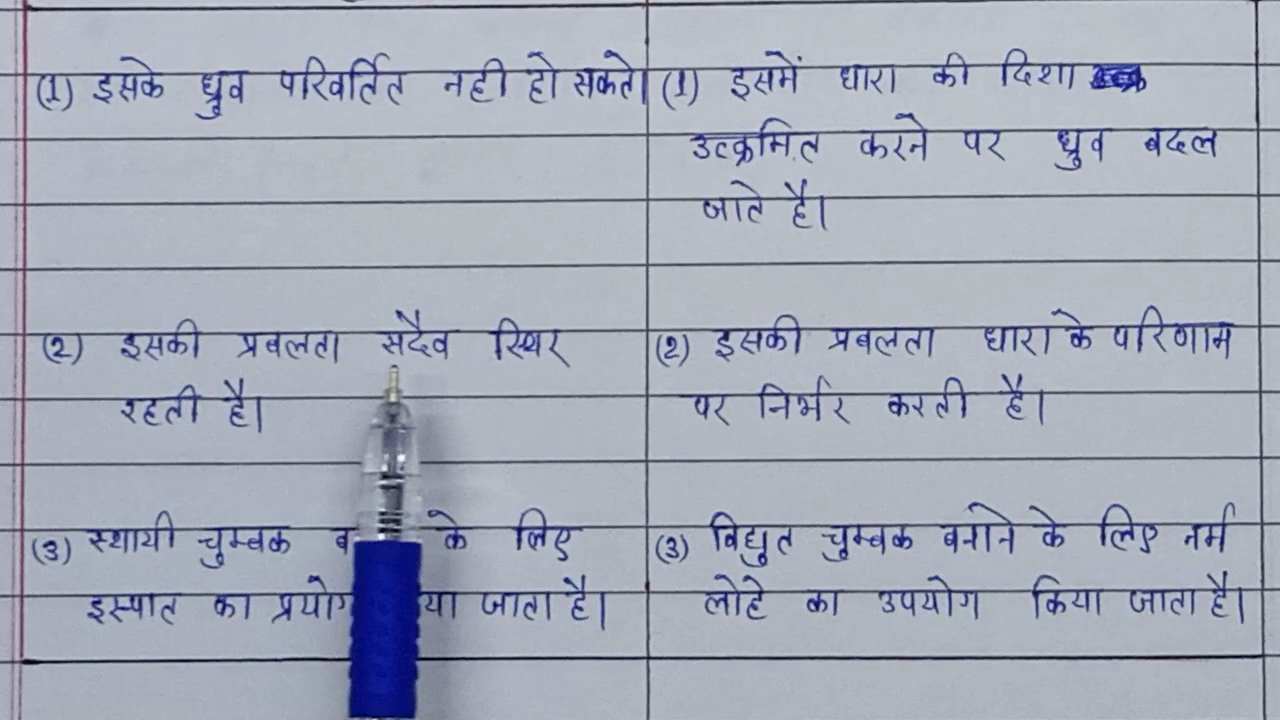 (1) इसके ध्रुव परिवर्तित नही हो सकते।
(1) इसमें धारा की दिशा
उत्क्रमित करने पर ध्रुव बदल
जाते है।
(2) इसकी प्रबलता सदैव स्थिर
रहती है।
(2) इसकी प्रबलता धारा के परिणाम
पर निर्भर करती है।
(3) स्थायी चुम्बक के लिए
इस्पात का जाता है।
(3) विद्युत चुम्बक बनाने के लिए नर्म
लोहे का उपयोग किया जाता है।